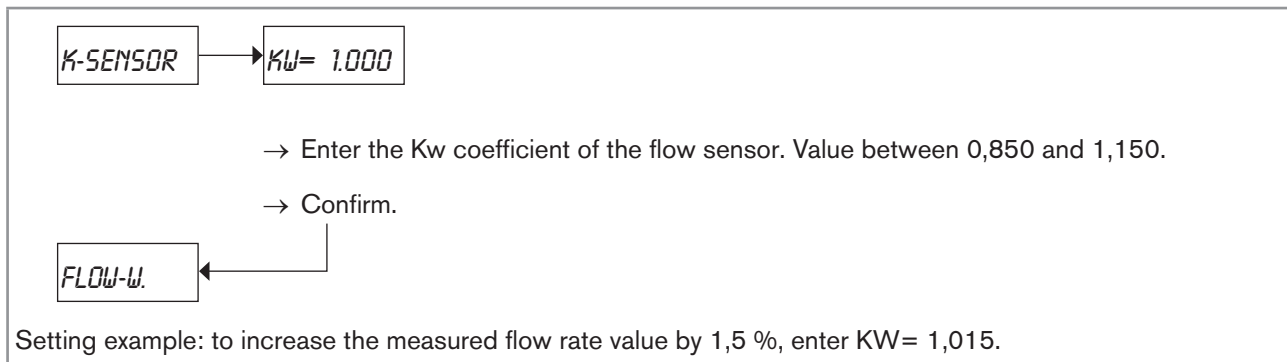 K-SENSOR KW= 1.000
→ Enter the Kw coefficient of the flow sensor. Value between 0,850 and 1,150.
→ Confirm.
FLOW-W.
Setting example: to increase the measured flow rate value by 1,5 %, enter KW= 1,015.